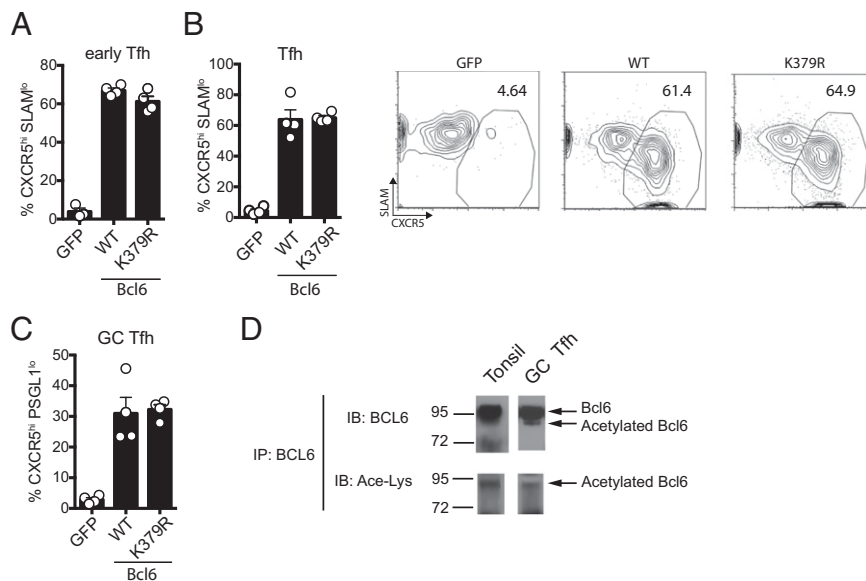 A
early Tfh
% CXCR5hi SLAMlo
80
60
40
20
0
GFP
WT
K379R
Bcl6
B
Tfh
% CXCR5hi SLAMlo
100
80
60
40
20
0
GFP
WT
K379R
Bcl6
GFP
4.64
SLAM
CXCR5
WT
61.4
K379R
64.9
C
GC Tfh
% CXCR5hi PSGL1lo
50
40
30
20
10
0
GFP
WT
K379R
Bcl6
D
Tonsil
GC Tfh
IP: BCL6
IB: BCL6
95
72
Bcl6
Acetylated Bcl6
IB: Ace-Lys
95
72
Acetylated Bcl6